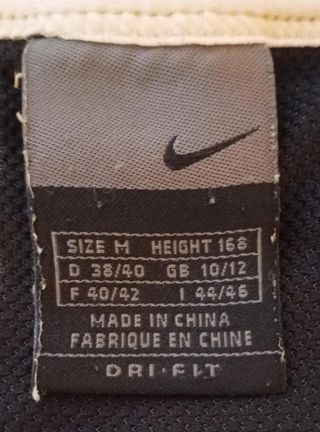 SIZE M HEIGHT 168
D 38/40 GB 10/12
F 40/42 I 44/46
MADE IN CHINA
FABRIQUE EN CHINE
DRI-FIT